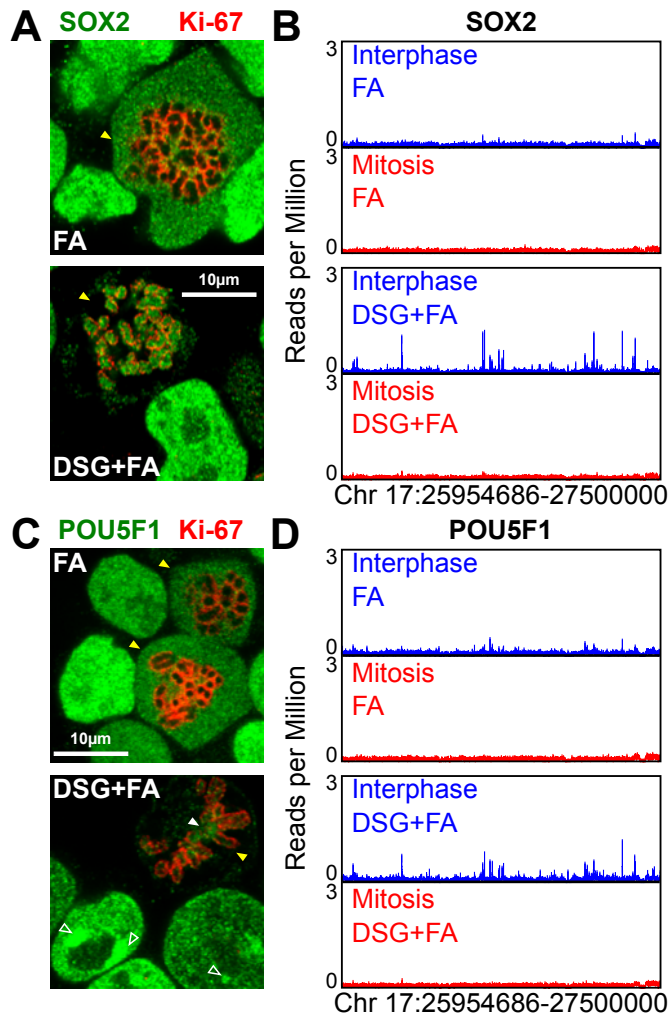 A SOX2 Ki-67
FA
10µm
DSG+FA
B SOX2
Reads per Million
3
Interphase
FA
0
3
Mitosis
FA
0
3
Interphase
DSG+FA
0
3
Mitosis
DSG+FA
0
Chr 17:25954686-27500000
C POU5F1 Ki-67
FA
10µm
DSG+FA
D POU5F1
Reads per Million
3
Interphase
FA
0
3
Mitosis
FA
0
3
Interphase
DSG+FA
0
3
Mitosis
DSG+FA
0
Chr 17:25954686-27500000